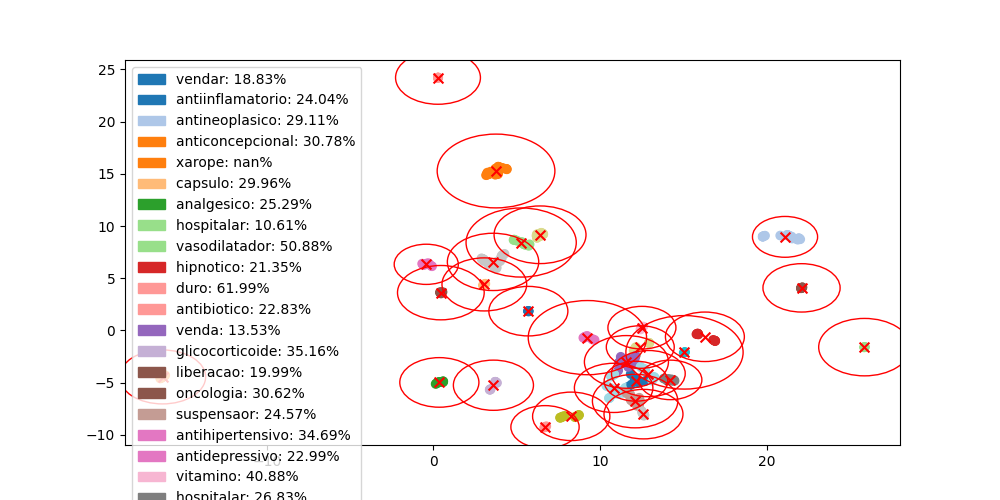 25
20
15
10
5
0
−5
−10
vendar: 18.83%
antiinflamatorio: 24.04%
antineoplasico: 29.11%
anticoncepcional: 30.78%
xarope: nan%
capsulo: 29.96%
analgesico: 25.29%
hospitalar: 10.61%
vasodilatador: 50.88%
hipnotico: 21.35%
duro: 61.99%
antibiotico: 22.83%
venda: 13.53%
glicocorticoide: 35.16%
liberacao: 19.99%
oncologia: 30.62%
suspensaor: 24.57%
antihipertensivo: 34.69%
antidepressivo: 22.99%
vitamino: 40.88%
hospitalar: 26.83%
−10 0 10 20